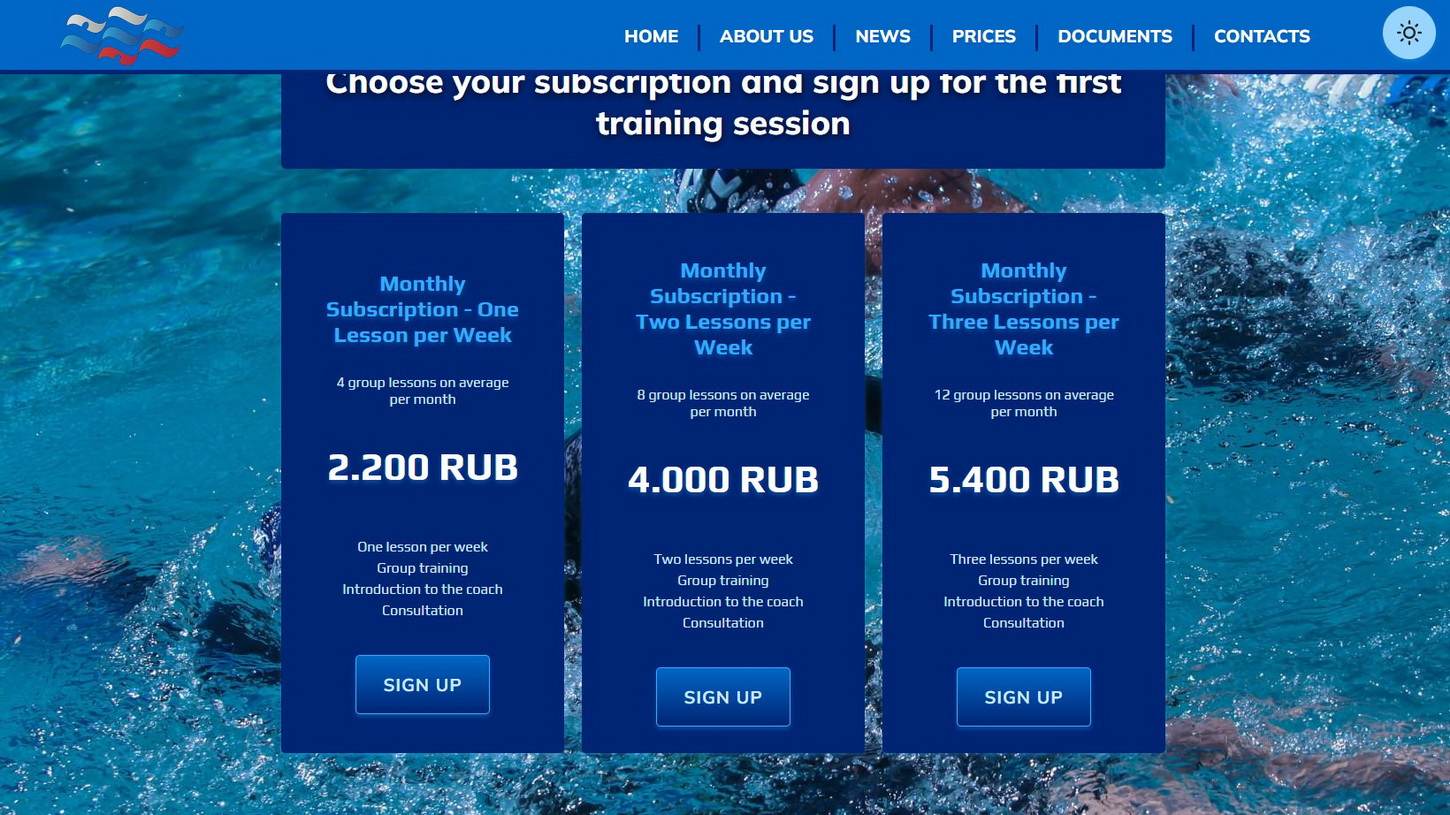 HOME
ABOUT US
NEWS
PRICES
DOCUMENTS
CONTACTS
Choose your subscription and sign up for the first
training session
Monthly
Subscription - One
Lesson per Week
4 group lessons on average
per month
2.200 RUB
One lesson per week
Group training
Introduction to the coach
Consultation
SIGN UP
Monthly
Subscription -
Two Lessons per
Week
8 group lessons on average
per month
4.000 RUB
Two lessons per week
Group training
Introduction to the coach
Consultation
SIGN UP
Monthly
Subscription -
Three Lessons per
Week
12 group lessons on average
per month
5.400 RUB
Three lessons per week
Group training
Introduction to the coach
Consultation
SIGN UP